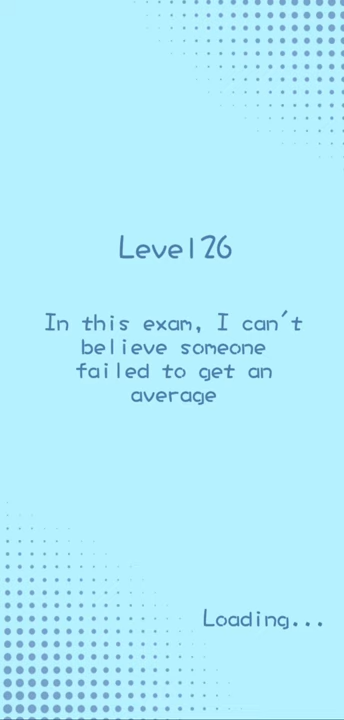 Level26
In this exam, I can't
believe someone
failed to get an
average
Loading...